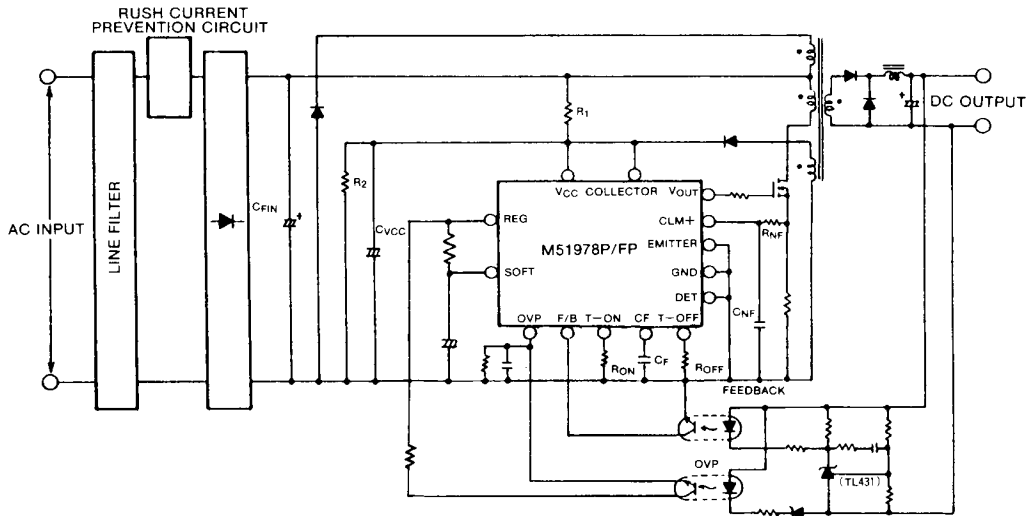 RUSH CURRENT
PREVENTION CIRCUIT
AC INPUT
LINE FILTER
CFIN
R2
CVCC
R1
VCC
COLLECTOR
VOUT
REG
CLM+
RNF
M51978P/FP
EMITTER
SOFT
GND
DET
CNF
OVP
F/B
T-ON
CF
T-OFF
RON
CF
ROFF
FEEDBACK
OVP
(TL431)
DC OUTPUT